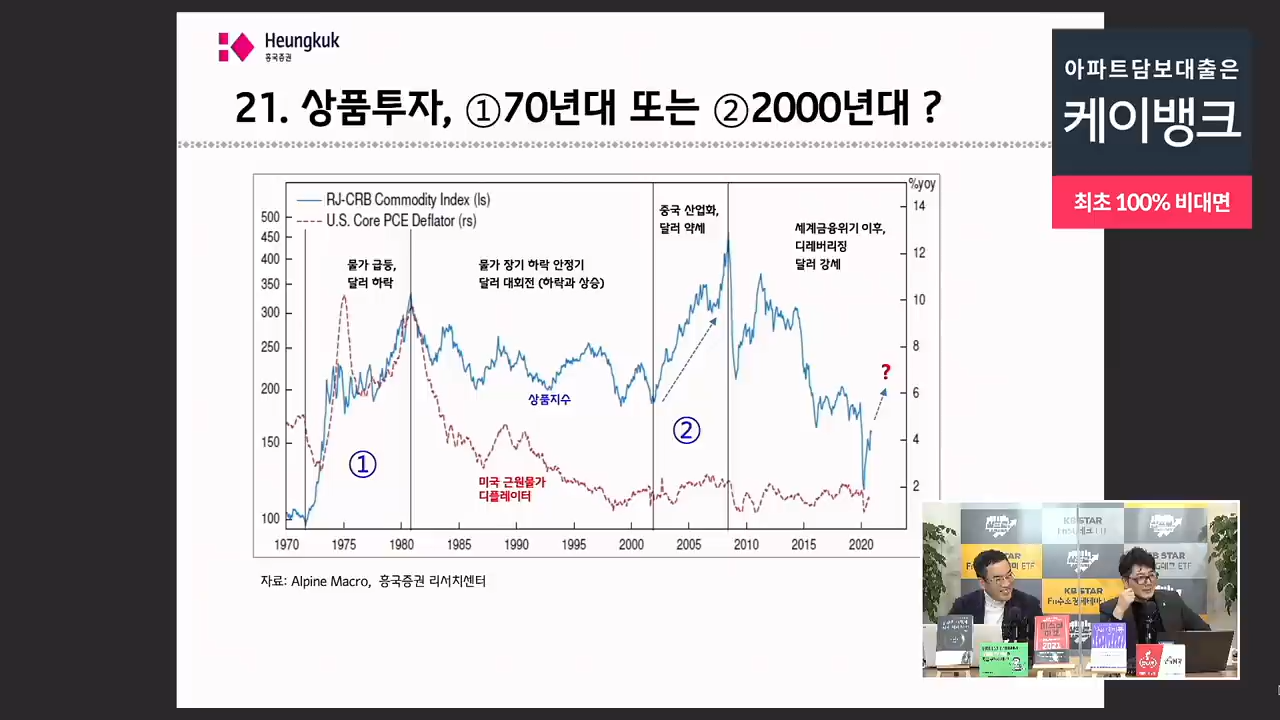 Heungkuk
흥국증권
21. 상품투자, ①70년대 또는 ②2000년대 ?
아파트담보대출은
케이뱅크
최초 100% 비대면
%yoy
RJ-CRB Commodity Index (ls)
U.S. Core PCE Deflator (rs)
물가 급등,
달러 하락
물가 장기 하락 안정기
달러 대회전 (하락과 상승)
중국 산업화,
달러 약세
세계금융위기 이후,
디레버리징
달러 강세
500
450
400
350
300
250
200
150
100
14
12
10
8
6
4
2
상품지수
①
②
?
미국 근원물가
디플레이터
1970 1975 1980 1985 1990 1995 2000 2005 2010 2015 2020
자료: Alpine Macro, 흥국증권 리서치센터
KB STAR
KB STAR
KB STAR